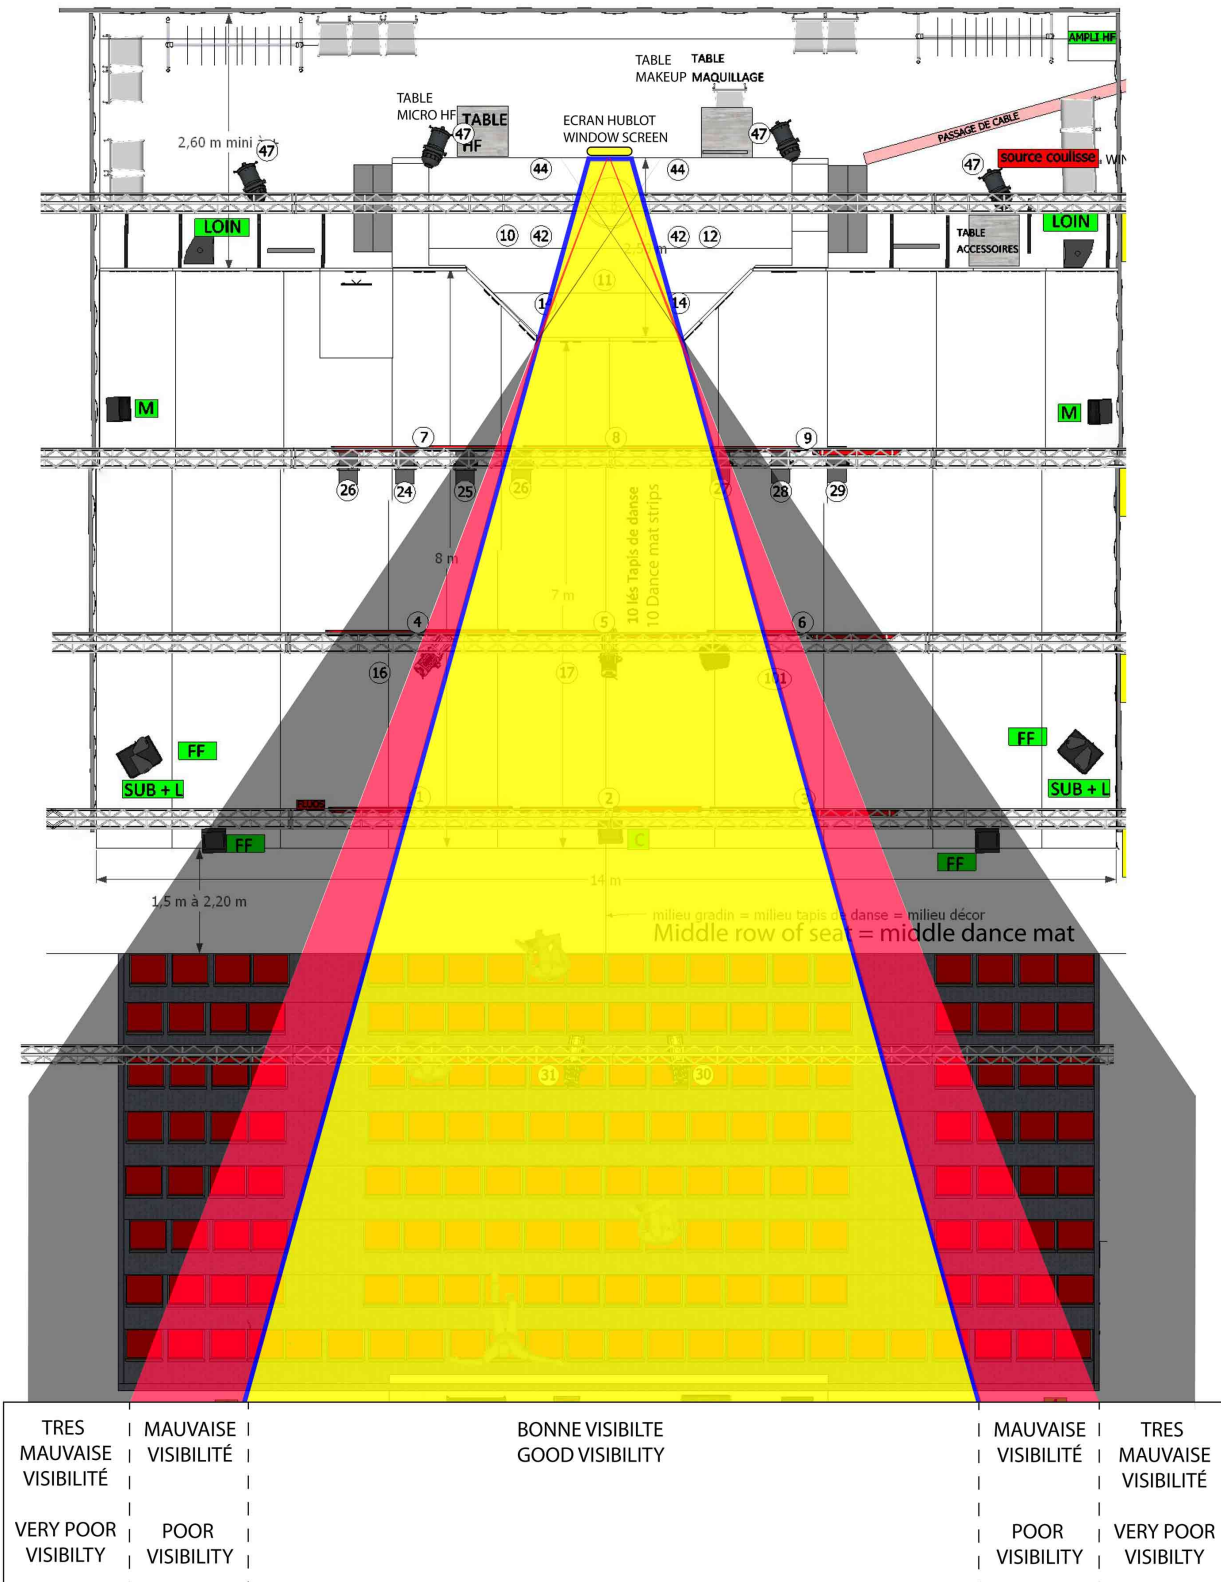 AMPLI HF
TABLE
MAKEUP
TABLE
MAQUILLAGE
TABLE
MICRO HF
TABLE
HF
ECRAN HUBLOT
WINDOW SCREEN
PASSAGE DE CABLE
2,60 m mini
47
47
47
47
source coulisse
WIN
44
44
LOIN
LOIN
TABLE
ACCESSOIRES
10
42
42
12
11
14
M
M
7
8
9
26
24
25
26
27
28
29
10 lés Tapis de danse
10 Dance mat strips
8 m
7 m
4
5
6
16
17
FF
FF
SUB + L
SUB + L
1
2
3
FF
C
FF
14 m
1,5 m à 2,20 m
milieu gradin = milieu tapis de danse = milieu décor
Middle row of seat = middle dance mat
31
30
TRES
MAUVAISE
VISIBILITÉ
VERY POOR
VISIBILTY
MAUVAISE
VISIBILITÉ
POOR
VISIBILITY
BONNE VISIBILTE
GOOD VISIBILITY
MAUVAISE
VISIBILITÉ
POOR
VISIBILITY
TRES
MAUVAISE
VISIBILITÉ
VERY POOR
VISIBILTY